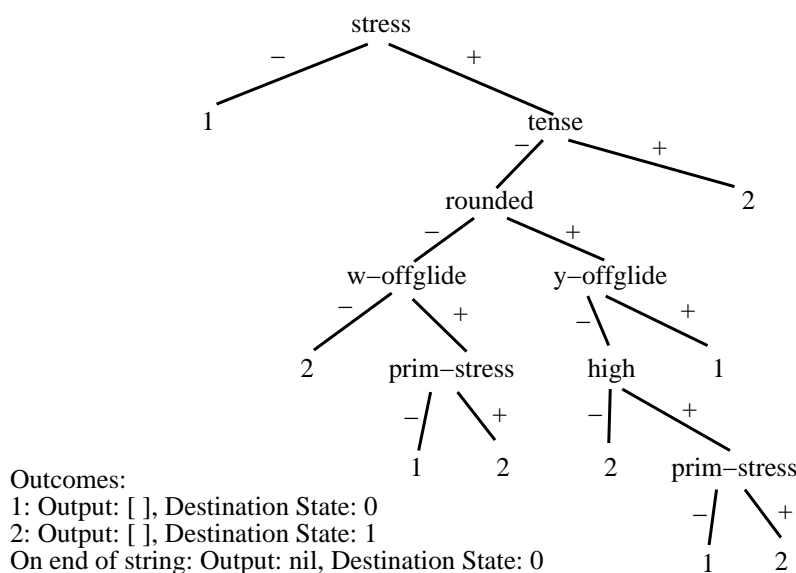 stress
− +
1 tense
− +
rounded 2
− +
w−offglide y−offglide
− + − +
2 prim−stress high 1
− + − +
1 2 2 prim−stress
− +
1 2
Outcomes:
1: Output: [ ], Destination State: 0
2: Output: [ ], Destination State: 1
On end of string: Output: nil, Destination State: 0